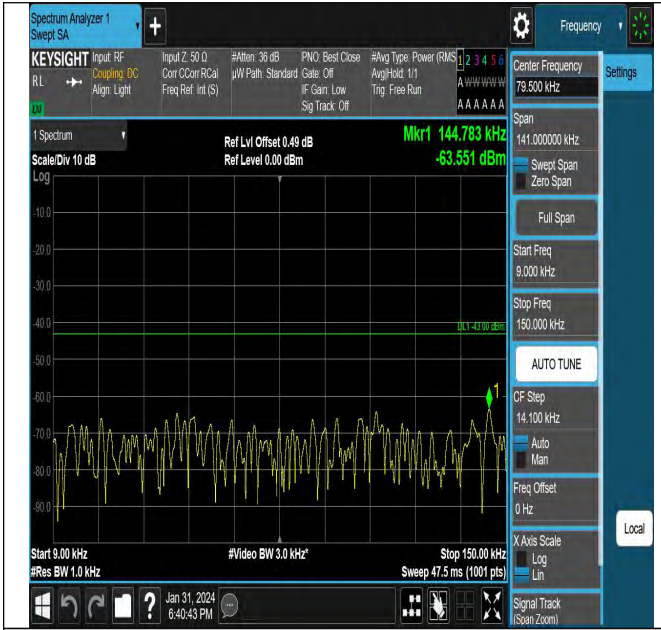 Spectrum Analyzer 1
Swept SA
+
Frequency
KEYSIGHT
RL
Input: RF
Coupling: DC
Align: Light
Input Z: 50 Ω
Corr CCorr RCal
Freq Ref: Int (S)
#Atten: 36 dB
µW Path: Standard
PNO: Best Close
Gate: Off
IF Gain: Low
Sig Track: Off
#Avg Type: Power (RMS
Avg|Hold: 1/1
Trig: Free Run
1 2 3 4 5 6
A W W W W W
A A A A A A
1 Spectrum
Scale/Div 10 dB
Log
Ref Lvl Offset 0.49 dB
Ref Level 0.00 dBm
Mkr1 144.783 kHz
-63.551 dBm
-10.0
-20.0
-30.0
-40.0
DL1 -43.00 dBm
-50.0
-60.0
1
-70.0
-80.0
-90.0
Start 9.00 kHz
#Res BW 1.0 kHz
#Video BW 3.0 kHz*
Stop 150.00 kHz
Sweep 47.5 ms (1001 pts)
?
Jan 31, 2024
6:40:43 PM
Center Frequency
79.500 kHz
Settings
Span
141.000000 kHz
Swept Span
Zero Span
Full Span
Start Freq
9.000 kHz
Stop Freq
150.000 kHz
AUTO TUNE
CF Step
14.100 kHz
Auto
Man
Freq Offset
0 Hz
X Axis Scale
Log
Lin
Local
Signal Track
(Span Zoom)